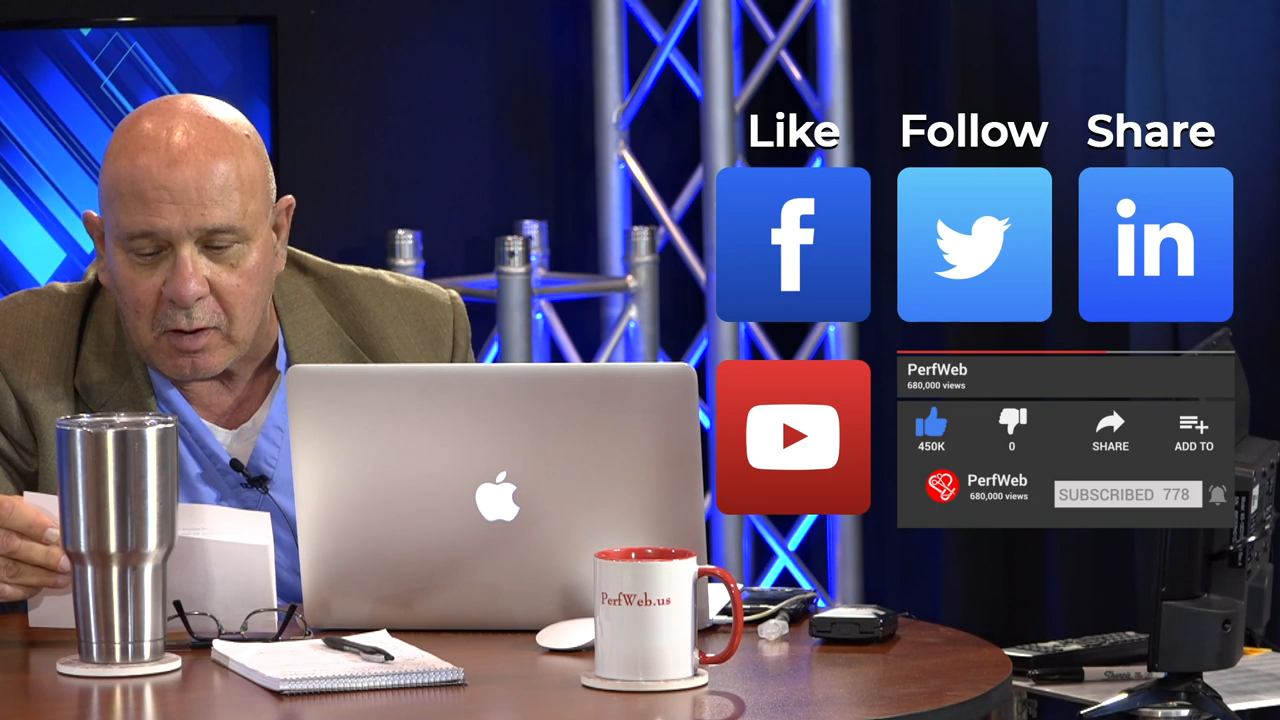 Like
Follow
Share
f
in
PerfWeb
680,000 views
450K
0
SHARE
ADD TO
PerfWeb
680,000 views
SUBSCRIBED 778
PerfWeb.us